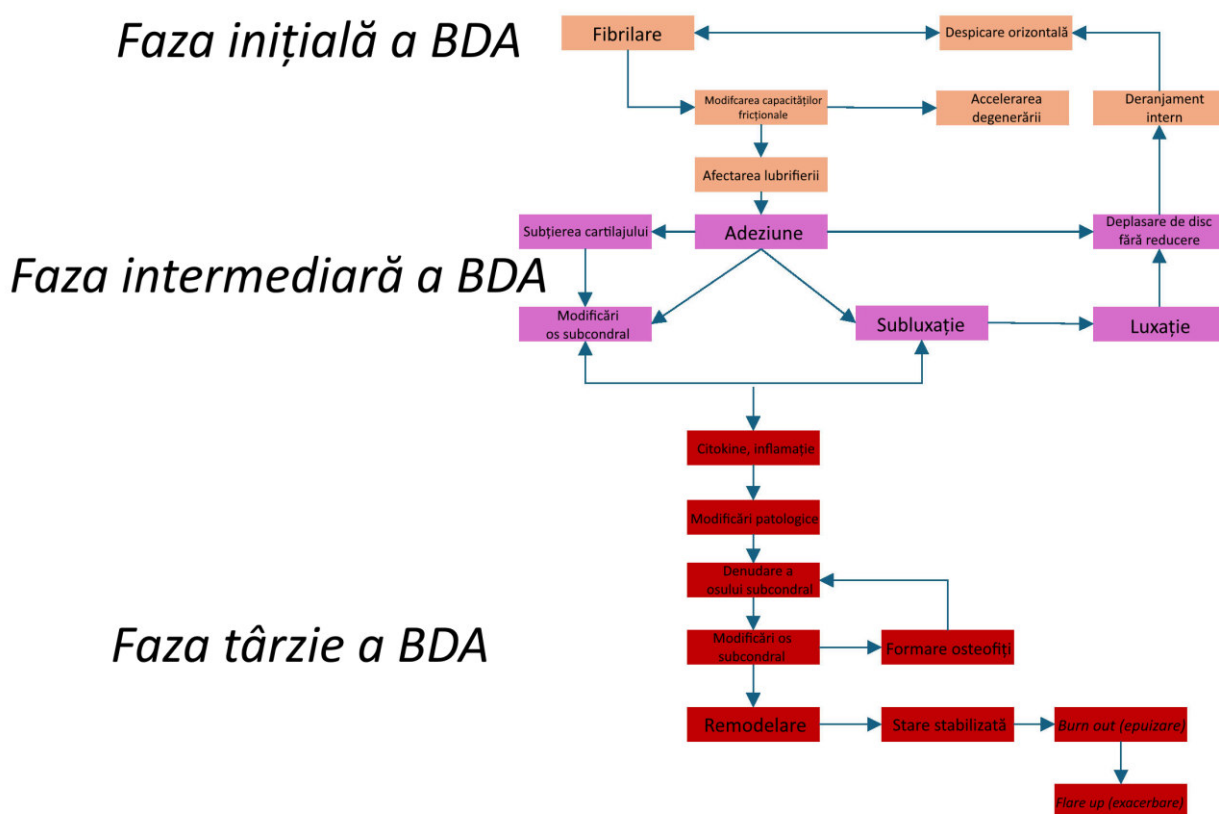 Faza inițială a BDA
Fibrilare
Despicare orizontală
Modifcarea capacităților
fricționale
Accelerarea
degenerării
Deranjament
intern
Afectarea lubrifierii
Subțierea cartilajului
Adeziune
Deplasare de disc
fără reducere
Faza intermediară a BDA
Modificări
os subcondral
Subluxație
Luxație
Citokine, inflamație
Modificări patologice
Denudare a
osului subcondral
Faza târzie a BDA
Modificări os
subcondral
Formare osteofiți
Remodelare
Stare stabilizată
Burn out (epuizare)
Flare up (exacerbare)